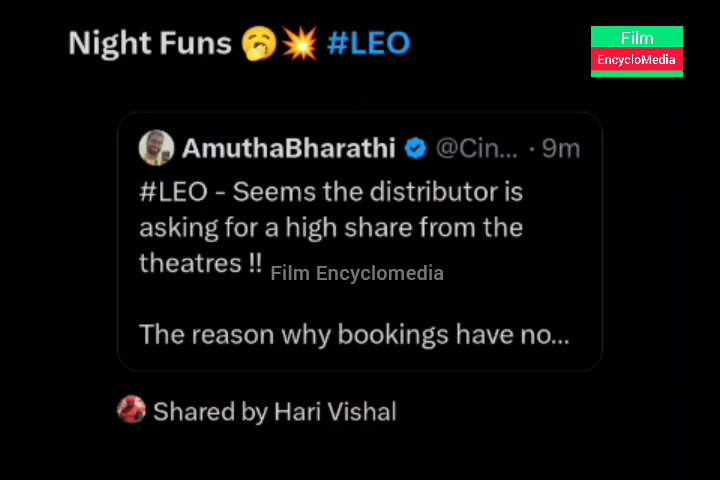 Night Funs 🥱💥 #LEO
Film
EncycloMedia
AmuthaBharathi @Cin... · 9m
#LEO - Seems the distributor is
asking for a high share from the
theatres !!
Film Encyclomedia
The reason why bookings have no...
Shared by Hari Vishal